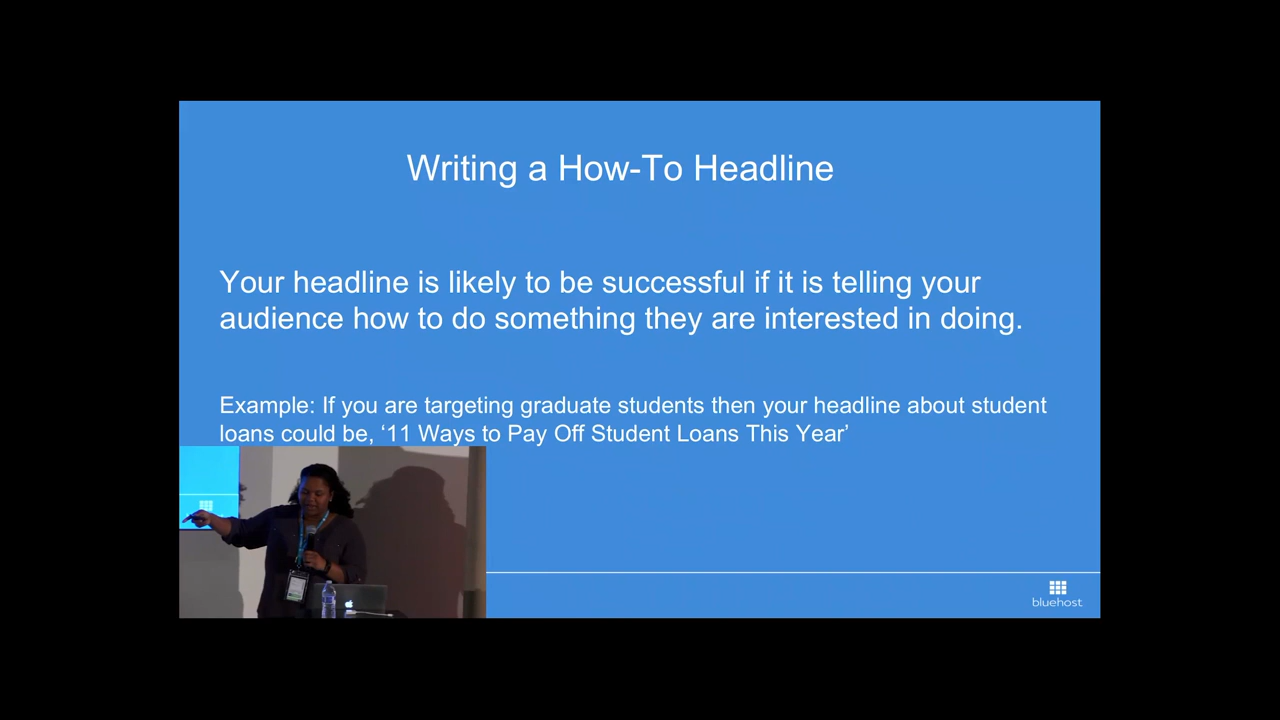 Writing a How-To Headline
Your headline is likely to be successful if it is telling your
audience how to do something they are interested in doing.
Example: If you are targeting graduate students then your headline about student
loans could be, ‘11 Ways to Pay Off Student Loans This Year’
bluehost